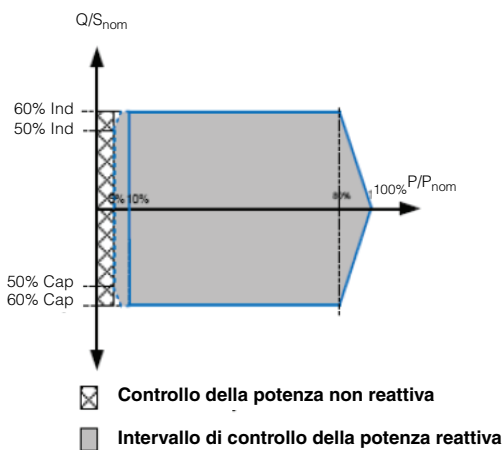 Q/Snom
60% Ind
50% Ind
5% 10%
80%
100% P/Pnom
50% Cap
60% Cap
Controllo della potenza non reattiva
Intervallo di controllo della potenza reattiva